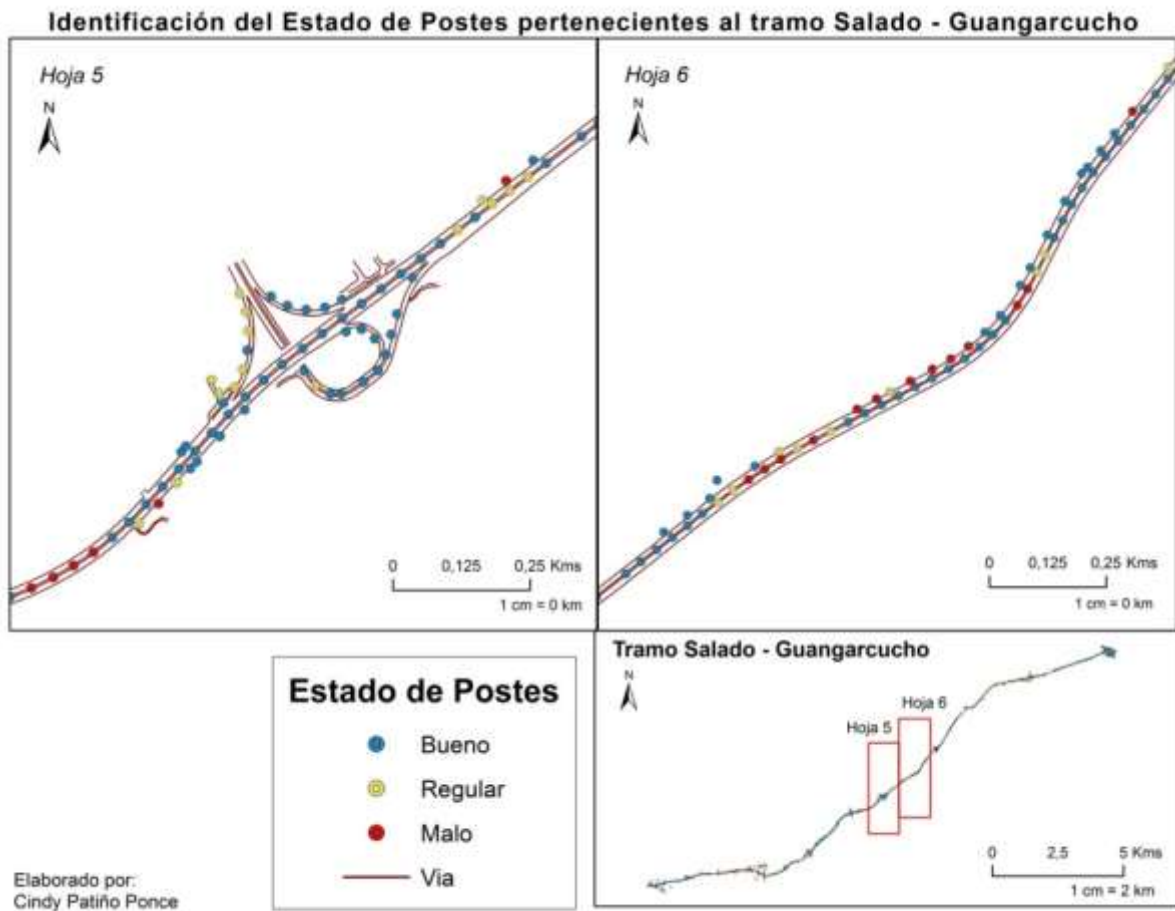 Identificación del Estado de Postes pertenecientes al tramo Salado - Guangarcucho
Hoja 5
N
0 0,125 0,25 Kms
1 cm = 0 km
Hoja 6
N
0 0,125 0,25 Kms
1 cm = 0 km
Estado de Postes
Bueno
Regular
Malo
Via
Elaborado por:
Cindy Patiño Ponce
Tramo Salado - Guangarcucho
N
Hoja 6
Hoja 5
0 2,5 5 Kms
1 cm = 2 km